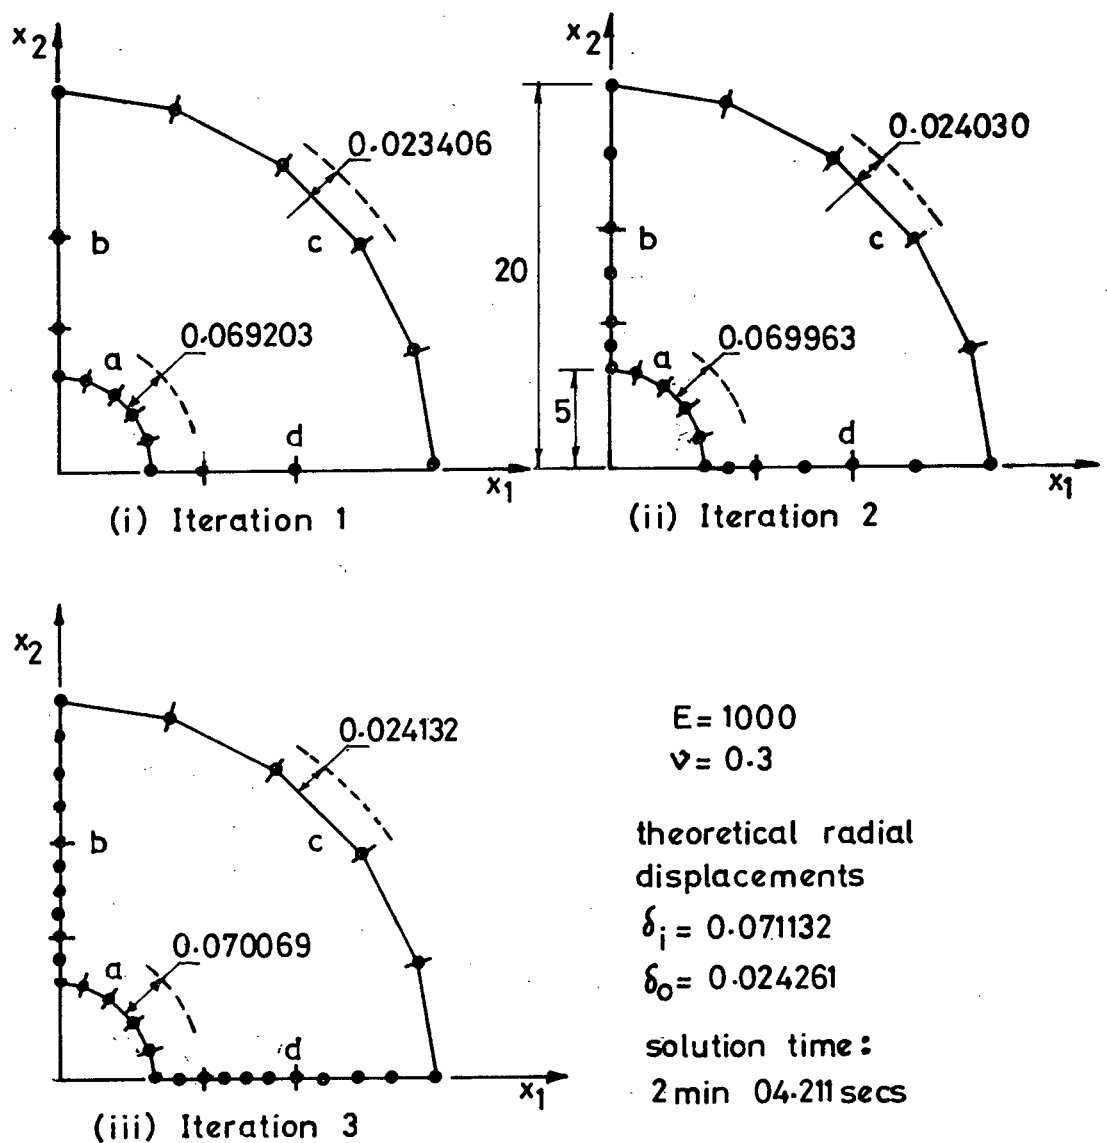 x2
0.023406
b
c
0.069203
a
d
x1
(i) Iteration 1
x2
0.024030
b
c
20
0.069963
a
5
d
x1
(ii) Iteration 2
x2
0.024132
b
c
0.070069
a
d
x1
(iii) Iteration 3
E = 1000
ν = 0.3
theoretical radial
displacements
δi = 0.071132
δo = 0.024261
solution time:
2 min 04.211 secs